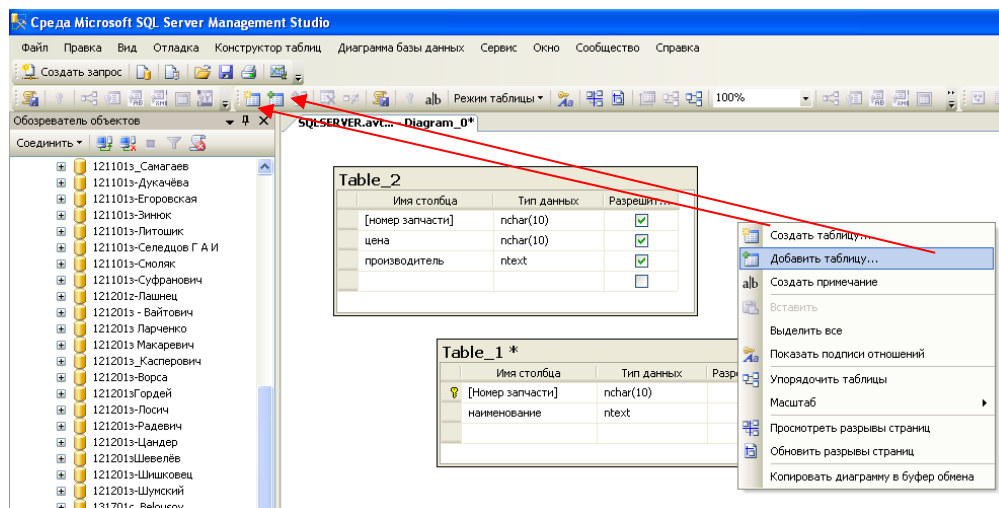 Среда Microsoft SQL Server Management Studio
Файл Правка Вид Отладка Конструктор таблиц Диаграмма базы данных Сервис Окно Сообщество Справка
Создать запрос
ab Режим таблицы 100%
Обозреватель объектов
SQLSERVER.avt... - Diagram_0*
Соединить
121101з_Самагаев
121101з-Дукачёва
121101з-Егоровская
121101з-Зинюк
121101з-Литошик
121101з-Селедцов Г А И
121101з-Смоляк
121101з-Суфранович
121201z-Лашнец
121201з - Вайтович
121201з Ларченко
121201з Макаревич
121201з_Касперович
121201з-Ворса
121201зГордей
121201з-Лосич
121201з-Радевич
121201з-Цандер
121201зШевелёв
121201з-Шишковец
121201з-Шумский
131701с_Belousov
Table_2
Имя столбца Тип данных Разрешит...
[номер запчасти] nchar(10)
цена nchar(10)
производитель ntext
Table_1 *
Имя столбца Тип данных
[Номер запчасти] nchar(10)
наименование ntext
Создать таблицу...
Добавить таблицу...
ab Создать примечание
Вставить
Выделить все
Показать подписи отношений
Упорядочить таблицы
Масштаб
Просмотреть разрывы страниц
Обновить разрывы страниц
Копировать диаграмму в буфер обмена